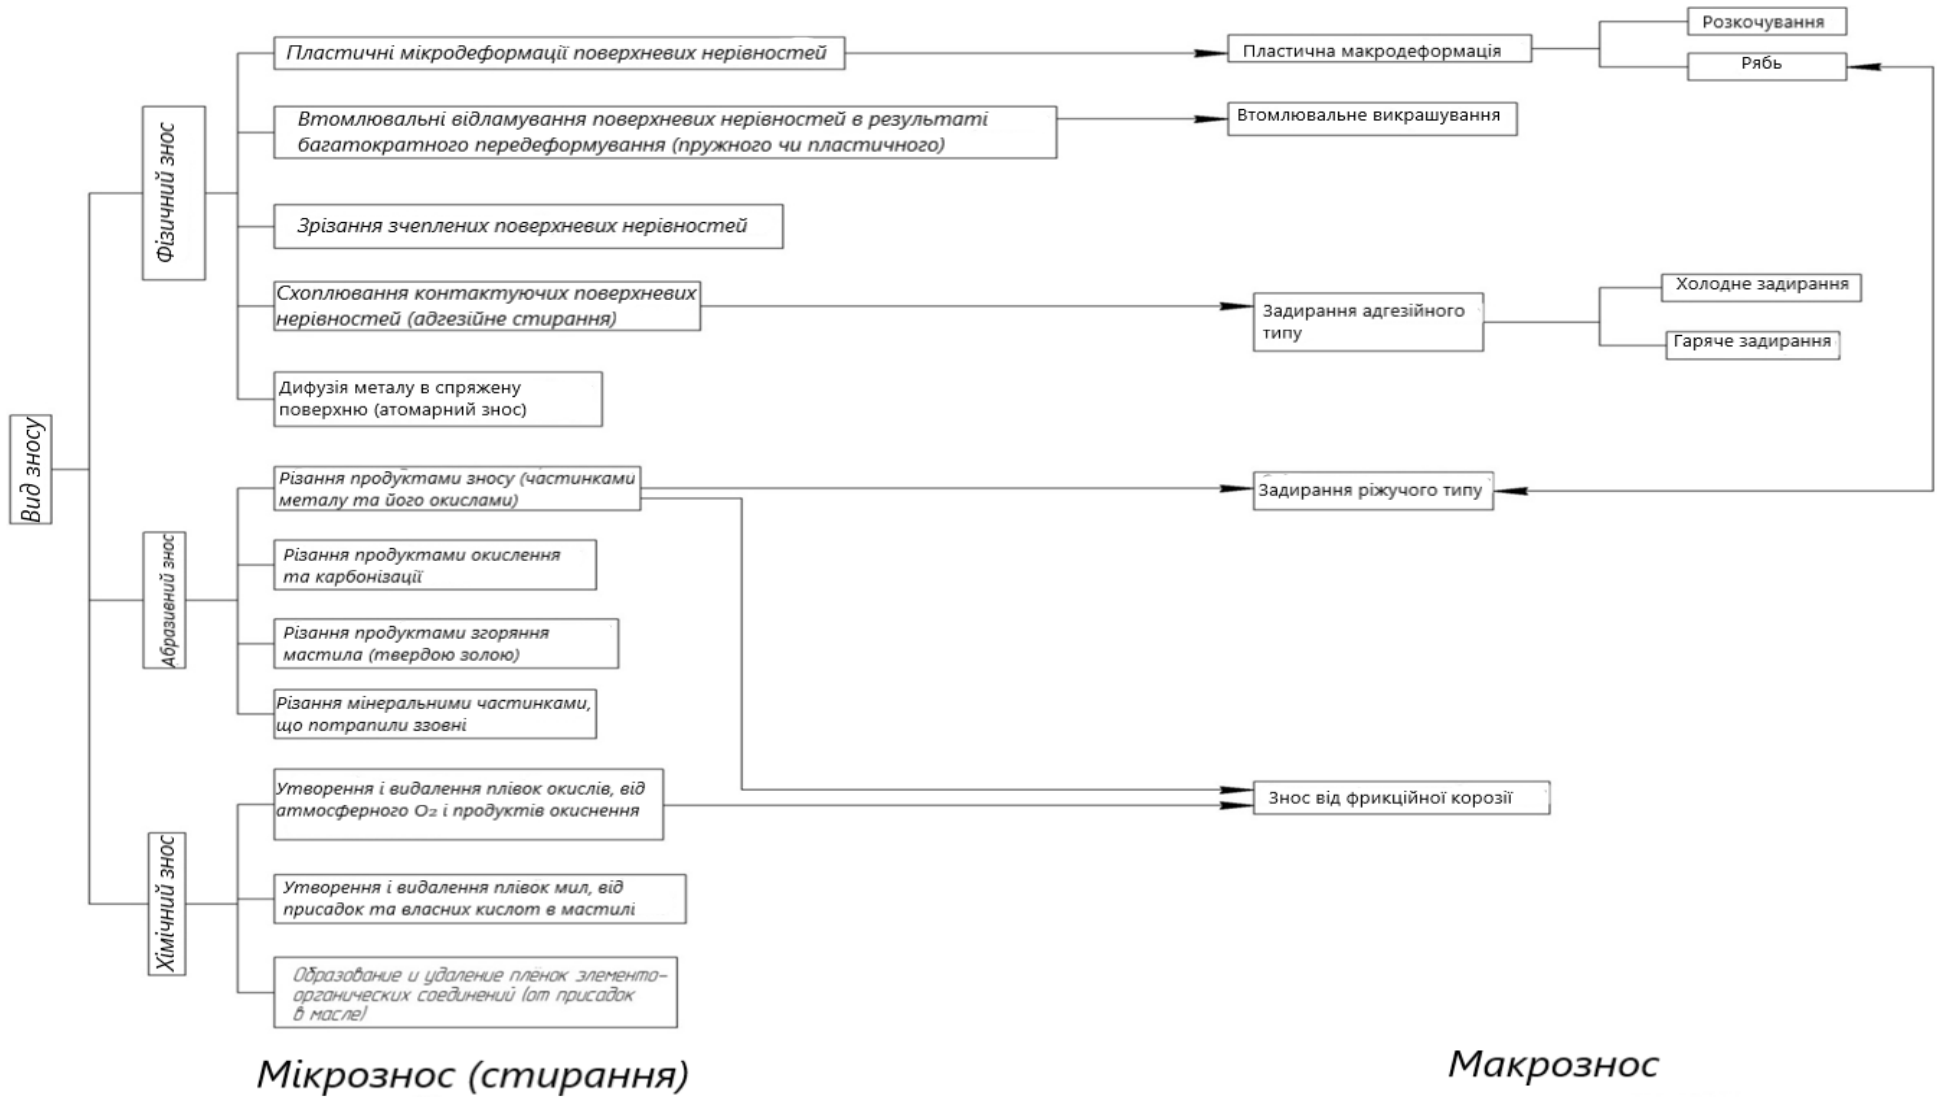 Вид зносу
Фізичний знос
Пластичні мікродеформації поверхневих нерівностей
Втомлювальні відламування поверхневих нерівностей в результаті
багатократного передеформування (пружного чи пластичного)
Зрізання зчеплених поверхневих нерівностей
Схоплювання контактуючих поверхневих
нерівностей (адгезійне стирання)
Дифузія металу в спряжену
поверхню (атомарний знос)
Абразивний знос
Різання продуктами зносу (частинками
металу та його окислами)
Різання продуктами окислення
та карбонізації
Різання продуктами згоряння
мастила (твердою золою)
Різання мінеральними частинками,
що потрапили ззовні
Хімічний знос
Утворення і видалення плівок окислів, від
атмосферного O₂ і продуктів окиснення
Утворення і видалення плівок мил, від
присадок та власних кислот в мастилі
Образование и удаление плёнок элементо-
органических соединений (от присадок
в масле)
Мікрознос (стирання)
Пластична макродеформація
Розкочування
Рябь
Втомлювальне викрашування
Задирання адгезійного
типу
Холодне задирання
Гаряче задирання
Задирання ріжучого типу
Знос від фрикційної корозії
Макрознос